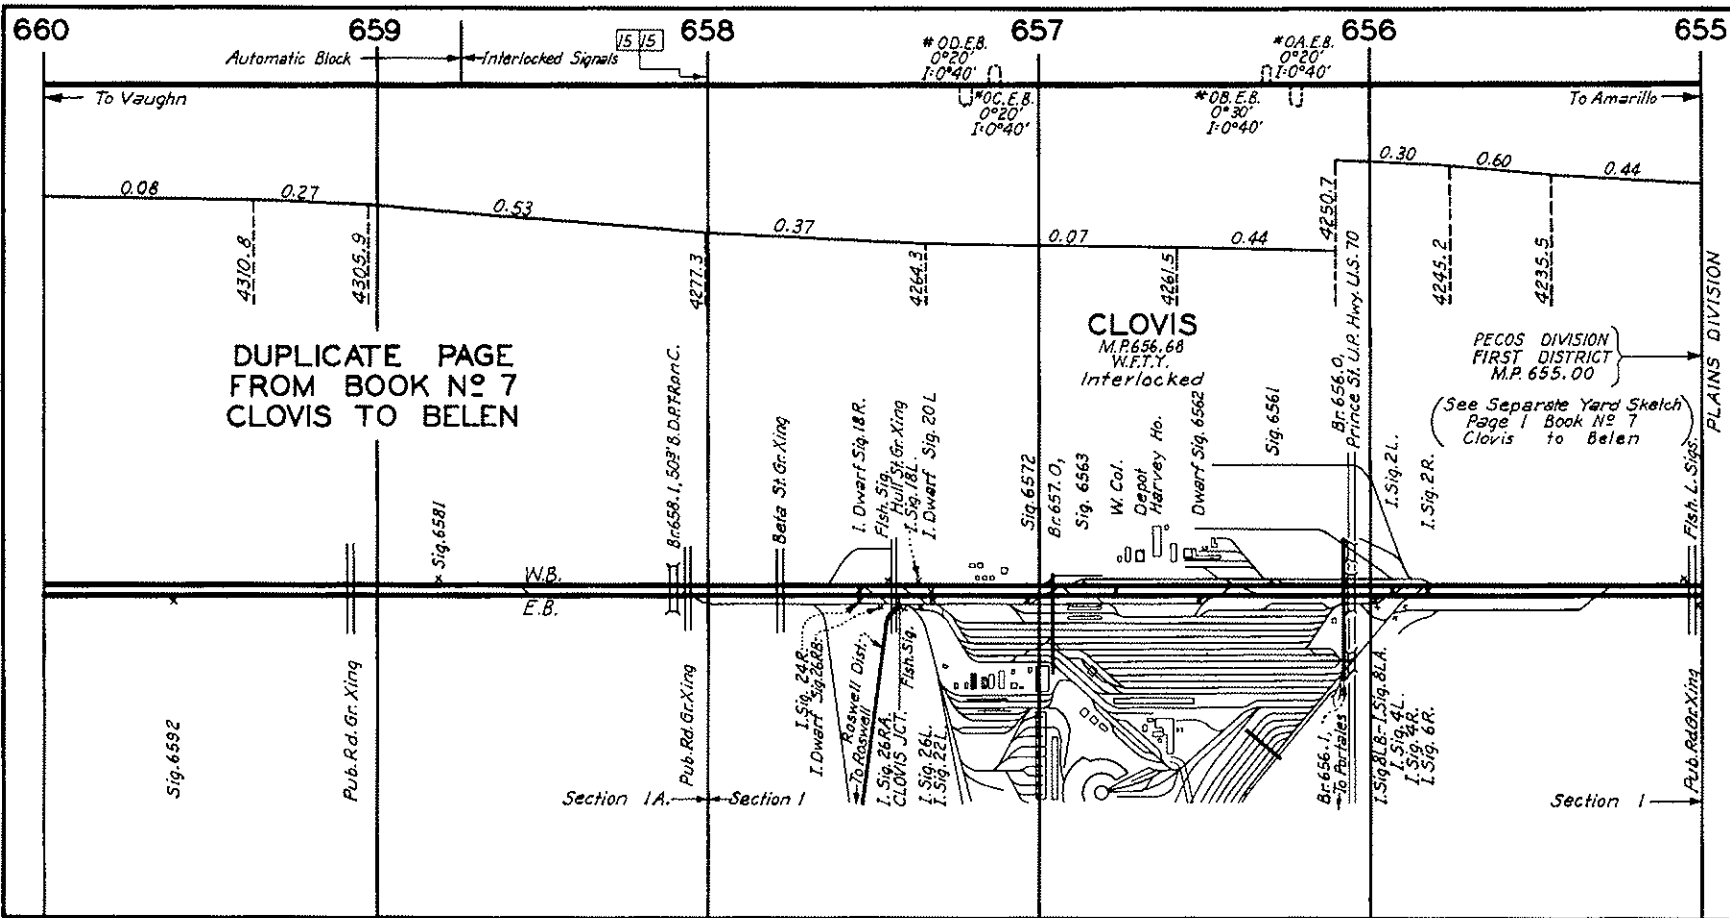 660
659
658
657
656
655
Automatic Block
Interlocked Signals
15 15
# OD.E.B.
0°20'
I=0°40'
*OC.E.B.
0°20'
I=0°40'
*OA.E.B.
0°20'
I=0°40'
*OB.E.B.
0°30'
I=0°40'
To Vaughn
To Amarillo
0.08
0.27
0.53
0.37
0.07
0.44
0.30
0.60
0.44
4310.8
4305.9
4277.3
4264.3
4261.5
4250.7
4245.2
4235.5
DUPLICATE PAGE
FROM BOOK Nº 7
CLOVIS TO BELEN
CLOVIS
M.P.656.68
W.F.T.Y.
Interlocked
PECOS DIVISION
FIRST DISTRICT
M.P. 655.00
(See Separate Yard Sketch
Page 1 Book Nº 7
Clovis to Belen)
PLAINS DIVISION
Sig.6581
Br.658.1, 503' 8.D.P.T.R on C.
Beta St.Gr.Xing
I. Dwarf Sig.18R.
Flsh. Sig.
Hull St.Gr.Xing
I.Sig.18L.
I.Dwarf Sig. 20L
Sig.6572
Br.657.0,
Sig. 6563
W.Col.
Depot
Harvey Ho.
Dwarf Sig. 6562
Sig.6561
Br.656.0,
Prince St. U.P. Hwy. U.S. 70
I.Sig.2L.
I.Sig.2R.
Flsh.L.Sigs.
W.B.
E.B.
Sig.6592
Pub.Rd.Gr.Xing
Pub.Rd.Gr.Xing
I.Sig. 24R.
I.Dwarf Sig.26RB.
Roswell Dist.
To Roswell
I. Sig. 26RA.
CLOVIS JCT.
Flsh.Sig.
I.Sig.26L.
I.Sig.22L.
Br.656.1,
To Portales
I.Sig.8LB.-I.Sig.8LA.
I.Sig.4L.
I.Sig.4R.
I.Sig.6R.
Pub.Rd.Gr.Xing
Section 1A.
Section 1
Section 1